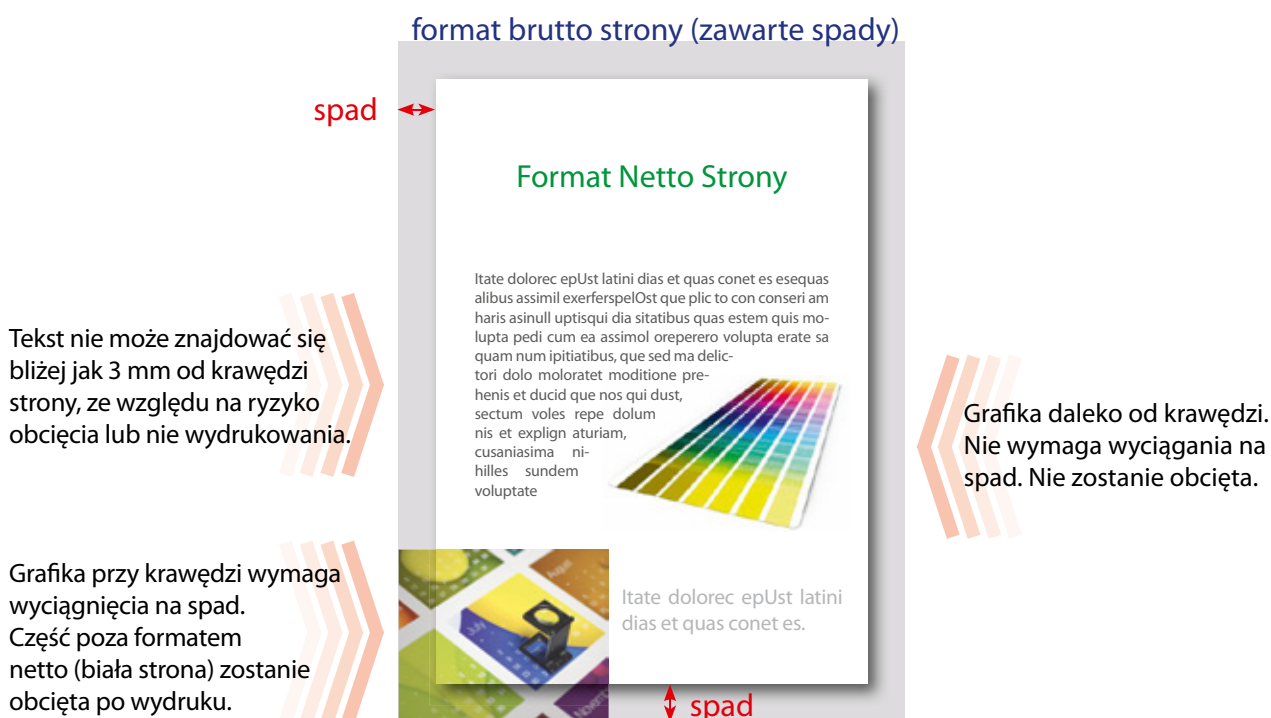 format brutto strony (zawarte spady)
spad
Format Netto Strony
Itate dolorec epUst latini dias et quas conet es esequas
alibus assimil exerferspelOst que plic to con conseri am
haris asinull uptisqui dia sitatibus quas estem quis mo-
lupta pedi cum ea assimol oreperero volupta erate sa
quam num ipitiatibus, que sed ma delic-
tori dolo moloratet moditione pre-
henis et ducid que nos qui dust,
sectum voles repe dolum
nis et explign aturiam,
cusaniasima ni-
hilles sundem
voluptate
Tekst nie może znajdować się
bliżej jak 3 mm od krawędzi
strony, ze względu na ryzyko
obcięcia lub nie wydrukowania.
Grafika daleko od krawędzi.
Nie wymaga wyciągania na
spad. Nie zostanie obcięta.
Grafika przy krawędzi wymaga
wyciągnięcia na spad.
Część poza formatem
netto (biała strona) zostanie
obcięta po wydruku.
August
July
Itate dolorec epUst latini
dias et quas conet es.
spad